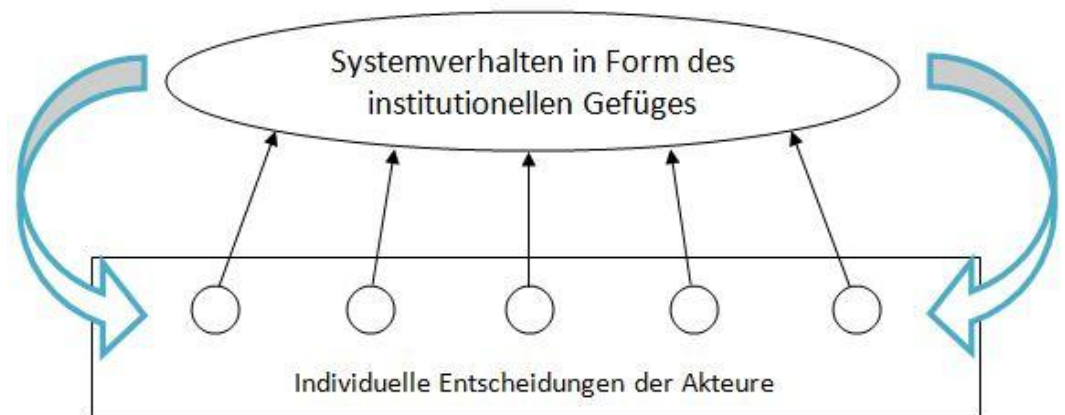 Systemverhalten in Form des
institutionellen Gefüges
Individuelle Entscheidungen der Akteure